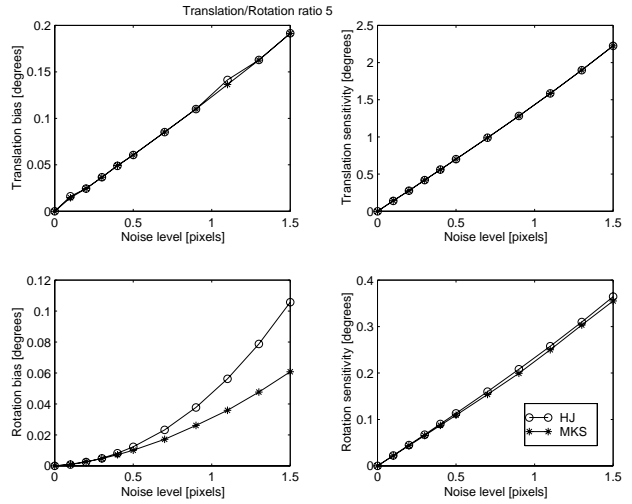 Translation/Rotation ratio 5
Translation bias [degrees]
0.2
0.15
0.1
0.05
0
0 0.5 1 1.5
Noise level [pixels]
Translation sensitivity [degrees]
2.5
2
1.5
1
0.5
0
0 0.5 1 1.5
Noise level [pixels]
Rotation bias [degrees]
0.12
0.1
0.08
0.06
0.04
0.02
0
0 0.5 1 1.5
Noise level [pixels]
Rotation sensitivity [degrees]
0.4
0.3
0.2
0.1
0
0 0.5 1 1.5
Noise level [pixels]
HJ
MKS